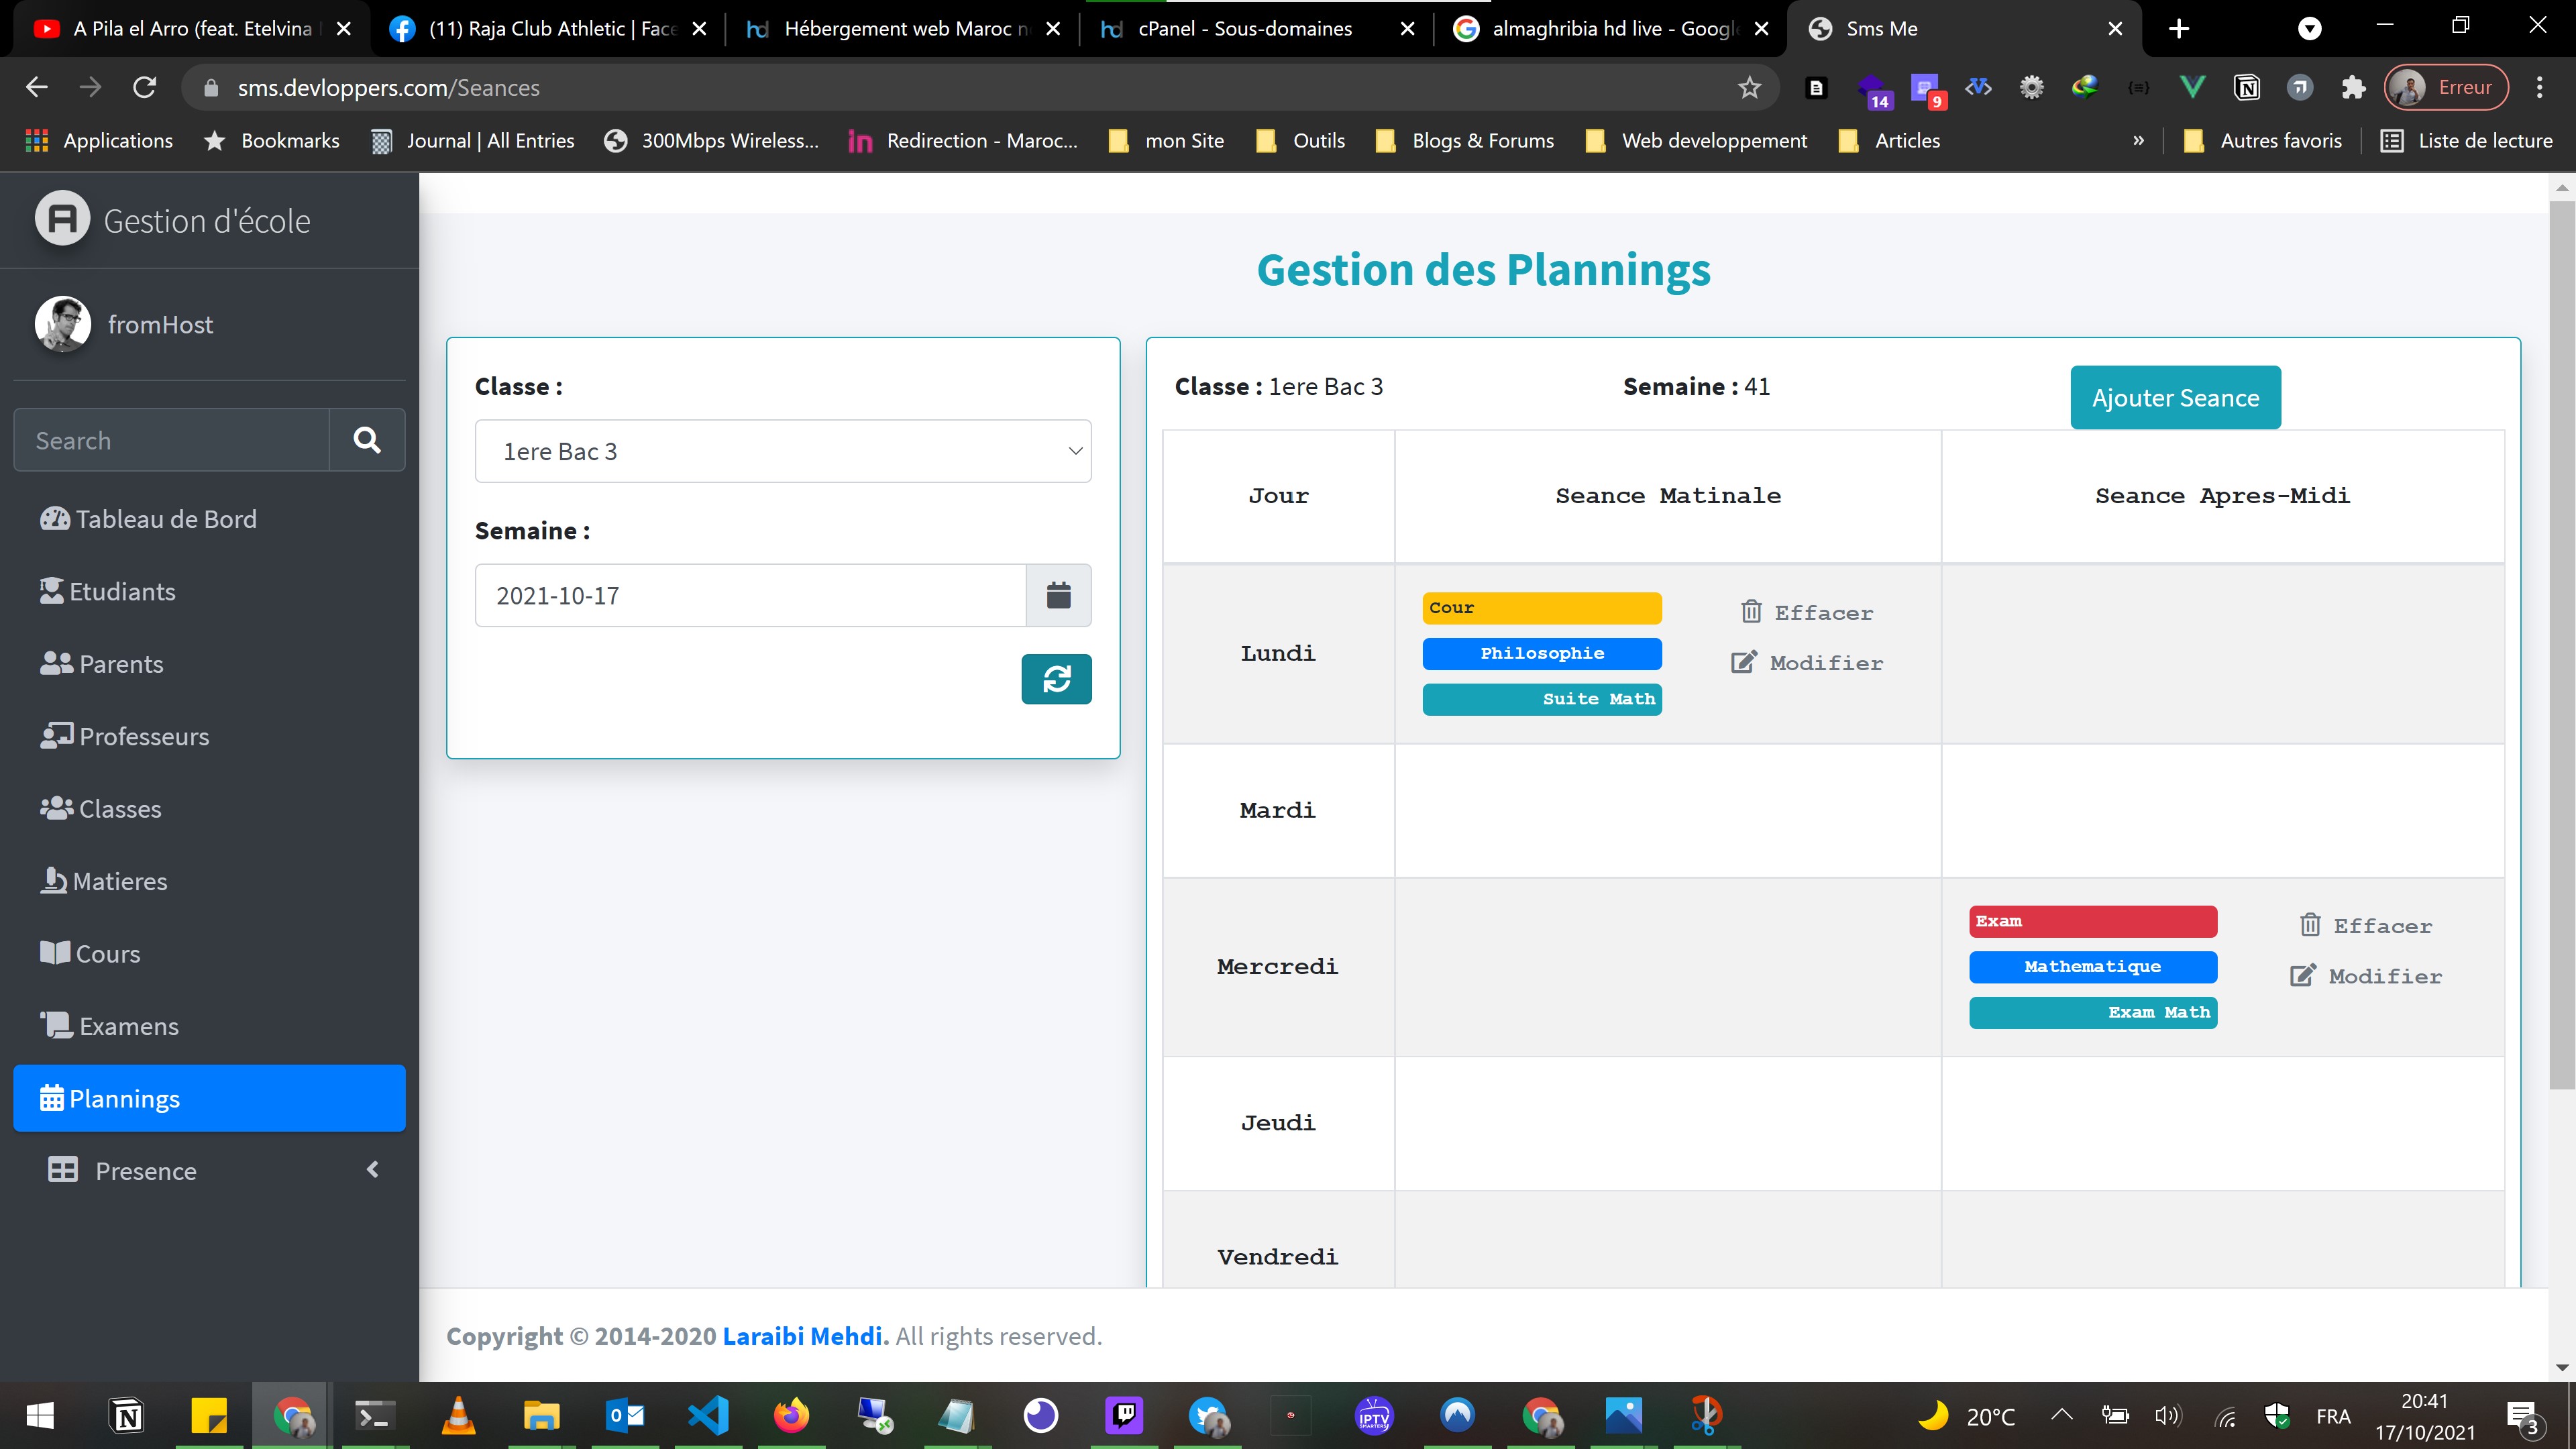 A Pila el Arro (feat. Etelvina
(11) Raja Club Athletic | Face
Hébergement web Maroc n
cPanel - Sous-domaines
almaghribia hd live - Google
Sms Me
sms.devloppers.com/Seances
14
9
Erreur
Applications
Bookmarks
Journal | All Entries
300Mbps Wireless...
Redirection - Maroc...
mon Site
Outils
Blogs & Forums
Web developpement
Articles
»
Autres favoris
Liste de lecture
Gestion d'école
fromHost
Search
Tableau de Bord
Etudiants
Parents
Professeurs
Classes
Matieres
Cours
Examens
Plannings
Presence
Gestion des Plannings
Classe :
1ere Bac 3
Semaine :
2021-10-17
Classe : 1ere Bac 3
Semaine : 41
Ajouter Seance
Jour
Seance Matinale
Seance Apres-Midi
Lundi
Cour
Philosophie
Suite Math
Effacer
Modifier
Mardi
Mercredi
Exam
Mathematique
Exam Math
Effacer
Modifier
Jeudi
Vendredi
Copyright © 2014-2020 Laraibi Mehdi. All rights reserved.
IPTV
20°C
FRA
20:41
17/10/2021
3